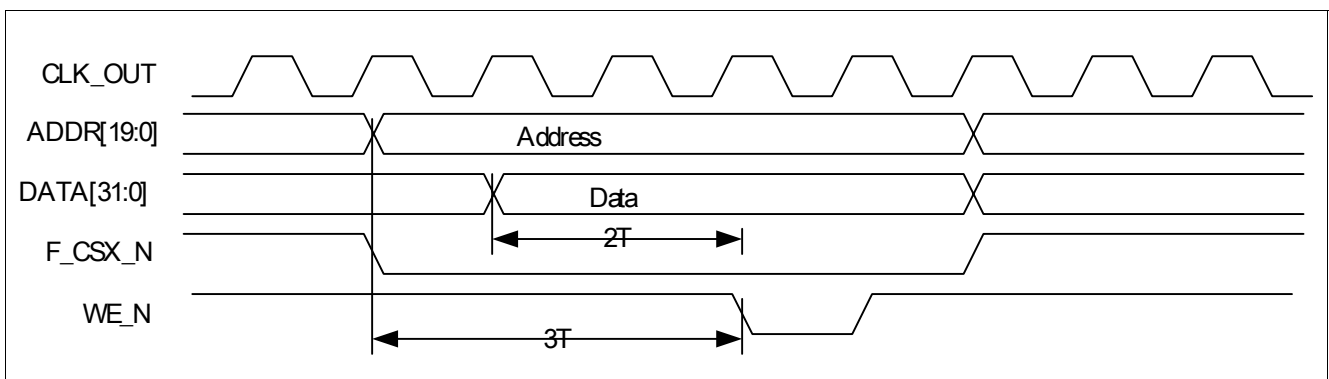 CLK_OUT
ADDR[19:0]
Address
DATA[31:0]
Data
2T
F_CSX_N
WE_N
3T